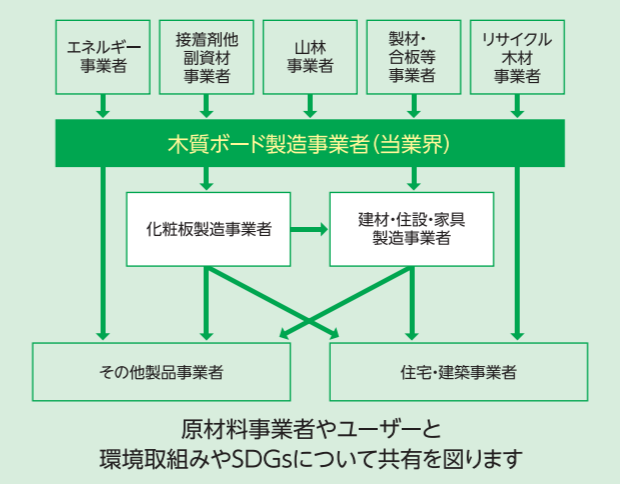 エネルギー
事業者
接着剤他
副資材
事業者
山林
事業者
製材・
合板等
事業者
リサイクル
木材
事業者
木質ボード製造事業者(当業界)
化粧板製造事業者
建材・住設・家具
製造事業者
その他製品事業者
住宅・建築事業者
原材料事業者やユーザーと
環境取組みやSDGsについて共有を図ります